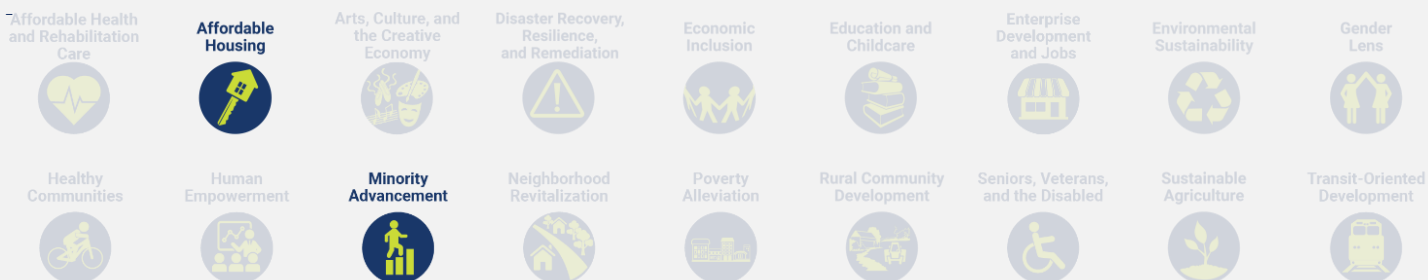 Affordable Health
and Rehabilitation
Care
Affordable
Housing
Arts, Culture, and
the Creative
Economy
Disaster Recovery,
Resilience,
and Remediation
Economic
Inclusion
Education and
Childcare
Enterprise
Development
and Jobs
Environmental
Sustainability
Gender
Lens
Healthy
Communities
Human
Empowerment
Minority
Advancement
Neighborhood
Revitalization
Poverty
Alleviation
Rural Community
Development
Seniors, Veterans,
and the Disabled
Sustainable
Agriculture
Transit-Oriented
Development